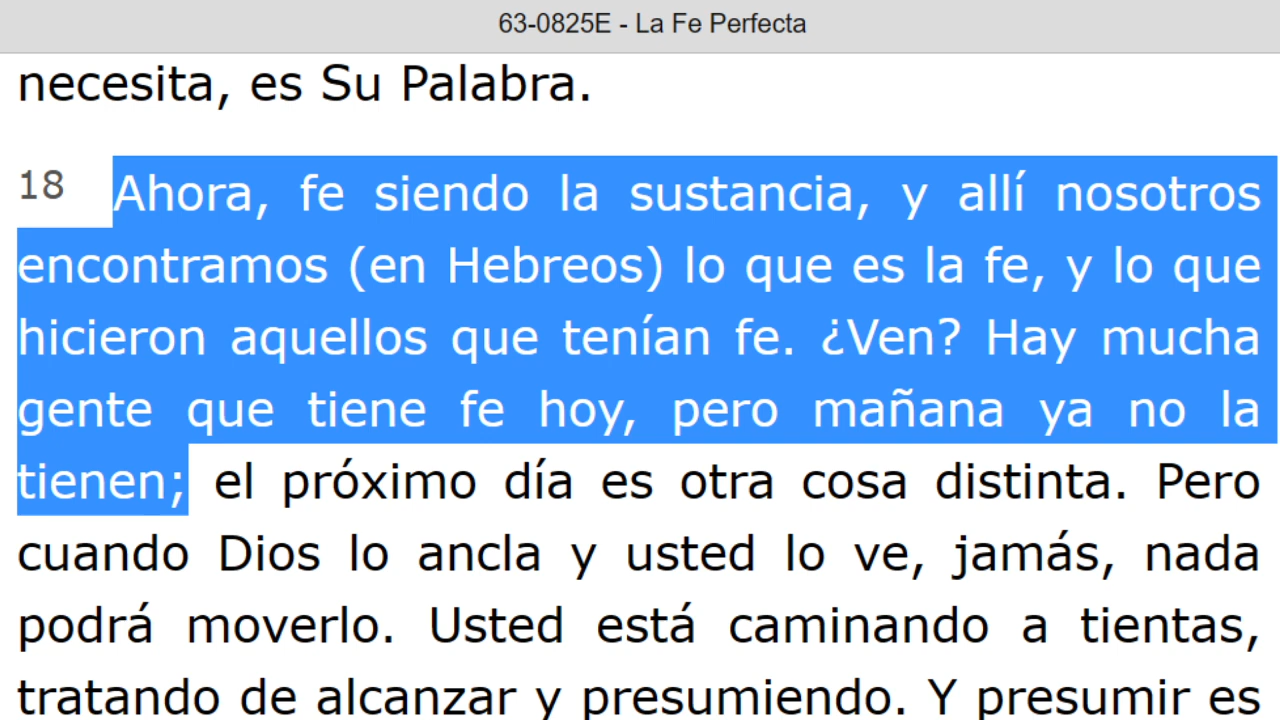 63-0825E - La Fe Perfecta
necesita, es Su Palabra.
18 Ahora, fe siendo la sustancia, y allí nosotros
encontramos (en Hebreos) lo que es la fe, y lo que
hicieron aquellos que tenían fe. ¿Ven? Hay mucha
gente que tiene fe hoy, pero mañana ya no la
tienen; el próximo día es otra cosa distinta. Pero
cuando Dios lo ancla y usted lo ve, jamás, nada
podrá moverlo. Usted está caminando a tientas,
tratando de alcanzar y presumiendo. Y presumir es